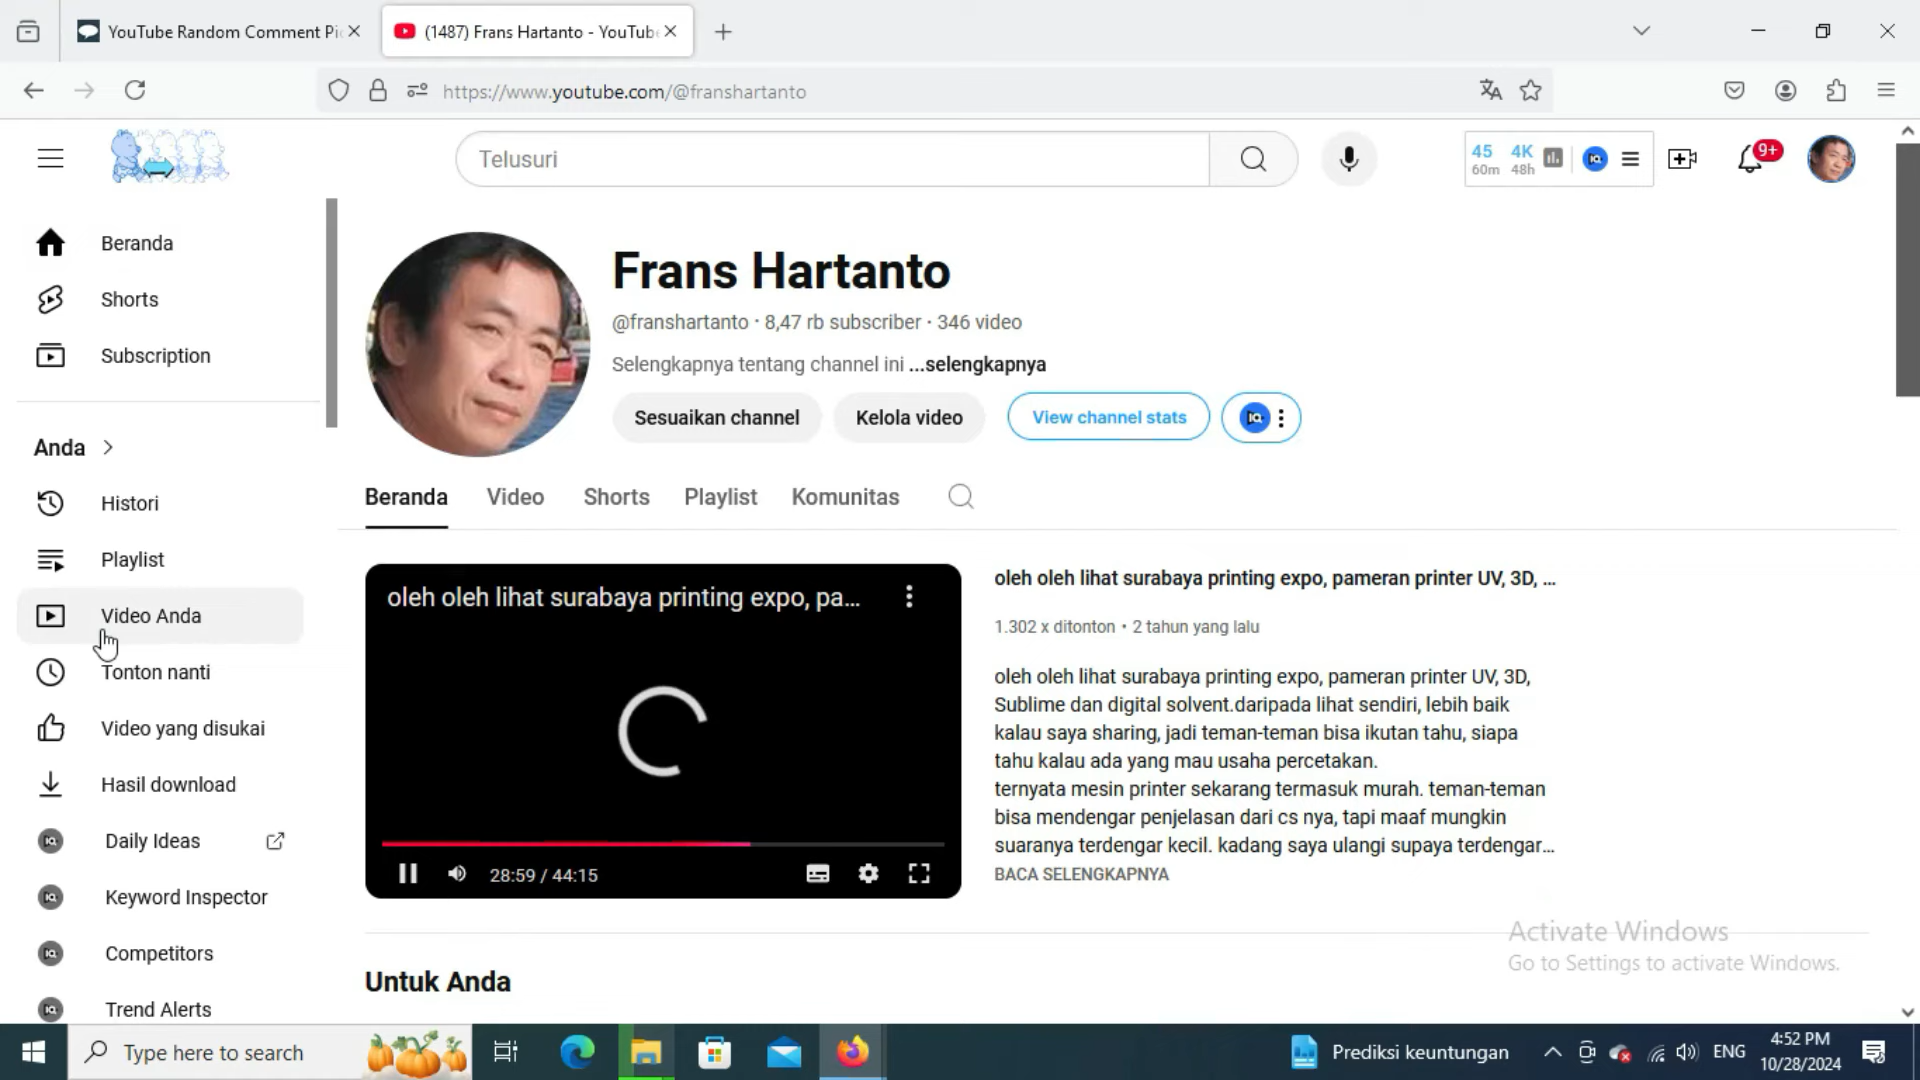 YouTube Random Comment Pi
(1487) Frans Hartanto - YouTub
https://www.youtube.com/@franshartanto
Telusuri
45
60m
4K
48h
9+
Beranda
Shorts
Subscription
Anda
Histori
Playlist
Video Anda
Tonton nanti
Video yang disukai
Hasil download
Daily Ideas
Keyword Inspector
Competitors
Trend Alerts
Frans Hartanto
@franshartanto · 8,47 rb subscriber · 346 video
Selengkapnya tentang channel ini ...selengkapnya
Sesuaikan channel
Kelola video
View channel stats
Beranda
Video
Shorts
Playlist
Komunitas
oleh oleh lihat surabaya printing expo, pa...
28:59 / 44:15
oleh oleh lihat surabaya printing expo, pameran printer UV, 3D, ...
1.302 x ditonton • 2 tahun yang lalu
oleh oleh lihat surabaya printing expo, pameran printer UV, 3D,
Sublime dan digital solvent.daripada lihat sendiri, lebih baik
kalau saya sharing, jadi teman-teman bisa ikutan tahu, siapa
tahu kalau ada yang mau usaha percetakan.
ternyata mesin printer sekarang termasuk murah. teman-teman
bisa mendengar penjelasan dari cs nya, tapi maaf mungkin
suaranya terdengar kecil. kadang saya ulangi supaya terdengar...
BACA SELENGKAPNYA
Untuk Anda
Activate Windows
Go to Settings to activate Windows.
Type here to search
Prediksi keuntungan
ENG
4:52 PM
10/28/2024